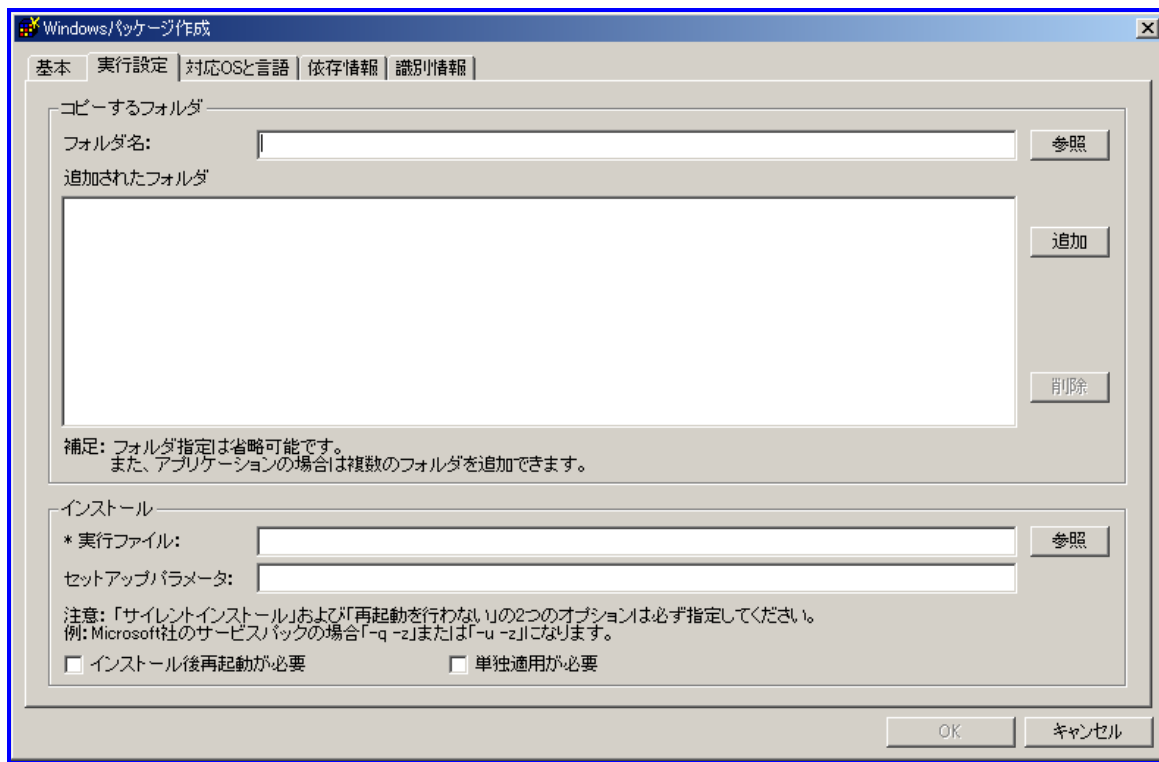 Windowsパッケージ作成
基本 実行設定 対応OSと言語 依存情報 識別情報
コピーするフォルダ
フォルダ名: 参照
追加されたフォルダ
追加
削除
補足: フォルダ指定は省略可能です。
また、アプリケーションの場合は複数のフォルダを追加できます。
インストール
* 実行ファイル: 参照
セットアップパラメータ:
注意: 「サイレントインストール」および「再起動を行わない」の2つのオプションは必ず指定してください。
例: Microsoft社のサービスパックの場合「-q -z」または「-u -z」になります。
インストール後再起動が必要 単独適用が必要
OK キャンセル